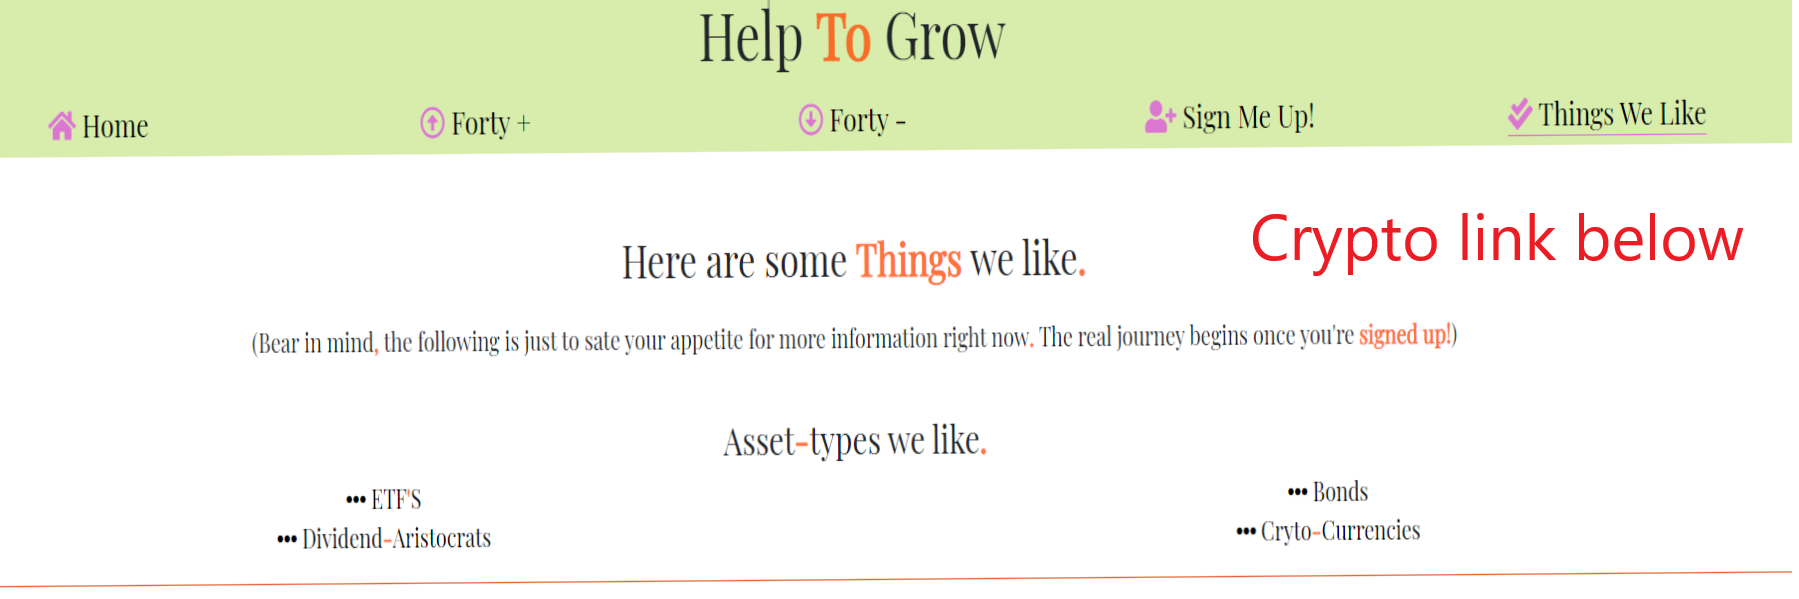 Help To Grow
Home Forty + Forty - Sign Me Up! Things We Like
Crypto link below
Here are some Things we like.
(Bear in mind, the following is just to sate your appetite for more information right now. The real journey begins once you're signed up!)
Asset-types we like.
••• ETF'S ••• Bonds
••• Dividend-Aristocrats ••• Cryto-Currencies